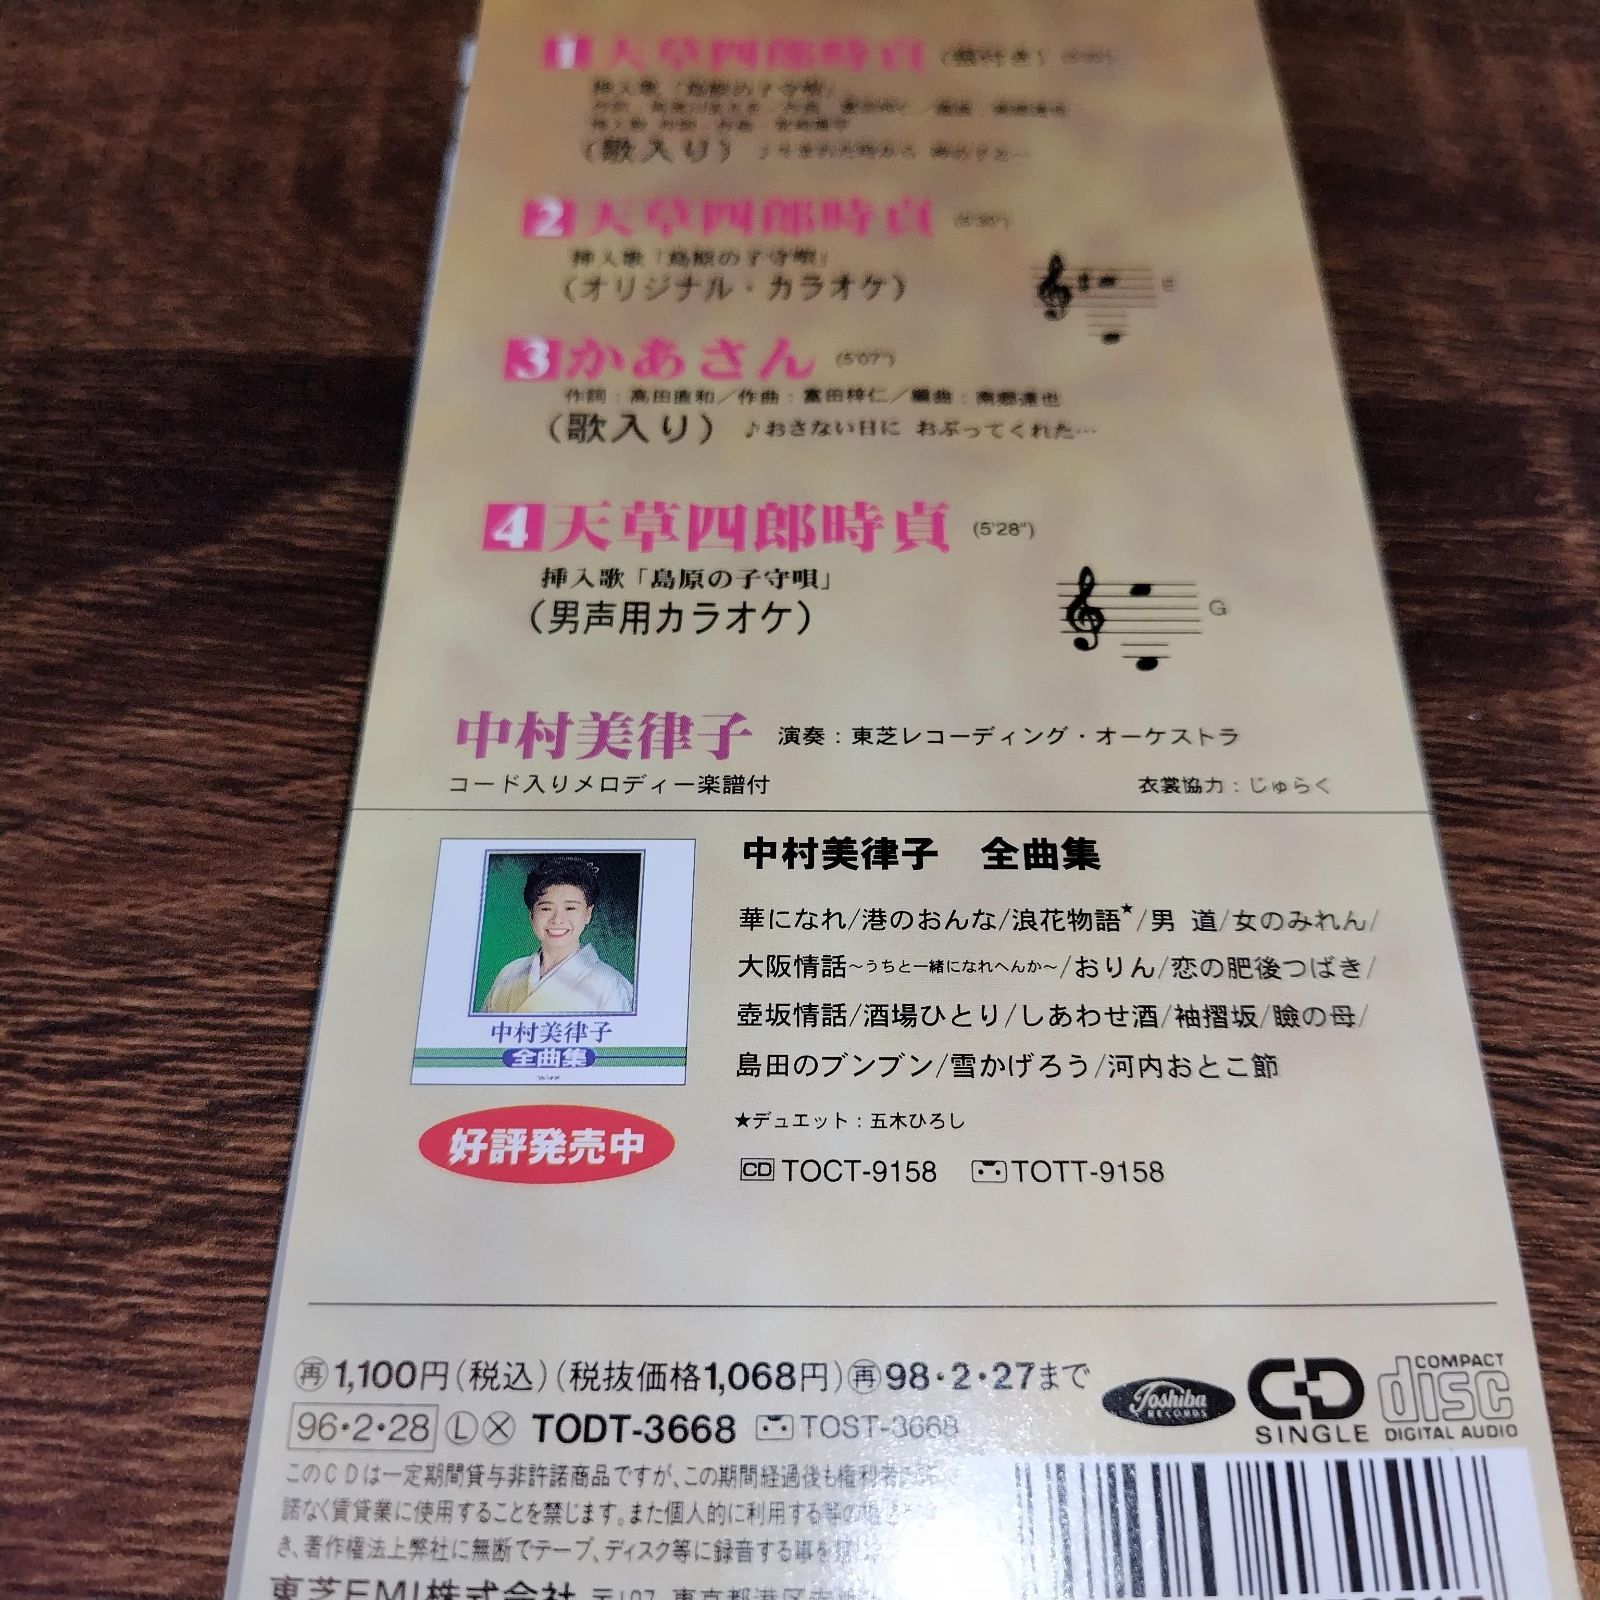 1 天草四郎時貞
挿入歌「島原の子守唄」
(歌入り)
2 天草四郎時貞
挿入歌「島原の子守唄」
(オリジナル・カラオケ)
3 かあさん (5'07")
作詞:高田直和/作曲:富田梓仁/編曲:南郷達也
(歌入り) ♪おさない日に おぶってくれた…
4 天草四郎時貞 (5'28")
挿入歌「島原の子守唄」
(男声用カラオケ)
G
中村美律子 演奏:東芝レコーディング・オーケストラ
コード入りメロディー楽譜付 衣裳協力:じゅらく
中村美律子
全曲集
好評発売中
中村美律子 全曲集
華になれ/港のおんな/浪花物語★/男 道/女のみれん/
大阪情話~うちと一緒になれへんか~/おりん/恋の肥後つばき/
壺坂情話/酒場ひとり/しあわせ酒/袖摺坂/瞼の母/
島田のブンブン/雪かげろう/河内おとこ節
★デュエット:五木ひろし
CD TOCT-9158 TOTT-9158
再1,100円(税込)(税抜価格1,068円)再98・2・27まで
96・2・28 L X TODT-3668 TOST-3668
Toshiba RECORDS
CD SINGLE
COMPACT disc DIGITAL AUDIO
このCDは一定期間貸与非許諾商品ですが、この期間経過後も権利者
諾なく賃貸業に使用することを禁じます。また個人的に利用する等の
き、著作権法上弊社に無断でテープ、ディスク等に録音する事を禁じ
東芝EMI株式会社 〒107 東京都港区赤坂